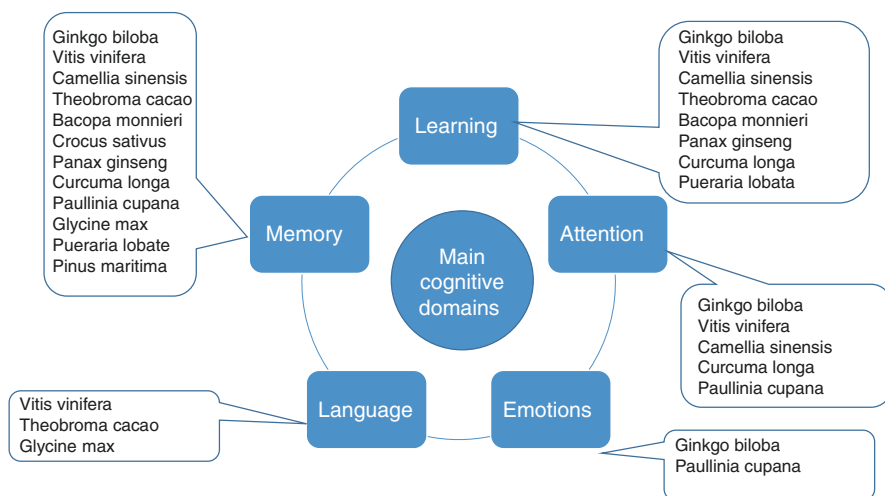 Ginkgo biloba
Vitis vinifera
Camellia sinensis
Theobroma cacao
Bacopa monnieri
Crocus sativus
Panax ginseng
Curcuma longa
Paullinia cupana
Glycine max
Pueraria lobate
Pinus maritima
Learning
Ginkgo biloba
Vitis vinifera
Camellia sinensis
Theobroma cacao
Bacopa monnieri
Panax ginseng
Curcuma longa
Pueraria lobata
Memory
Main
cognitive
domains
Attention
Ginkgo biloba
Vitis vinifera
Camellia sinensis
Curcuma longa
Paullinia cupana
Vitis vinifera
Theobroma cacao
Glycine max
Language
Emotions
Ginkgo biloba
Paullinia cupana